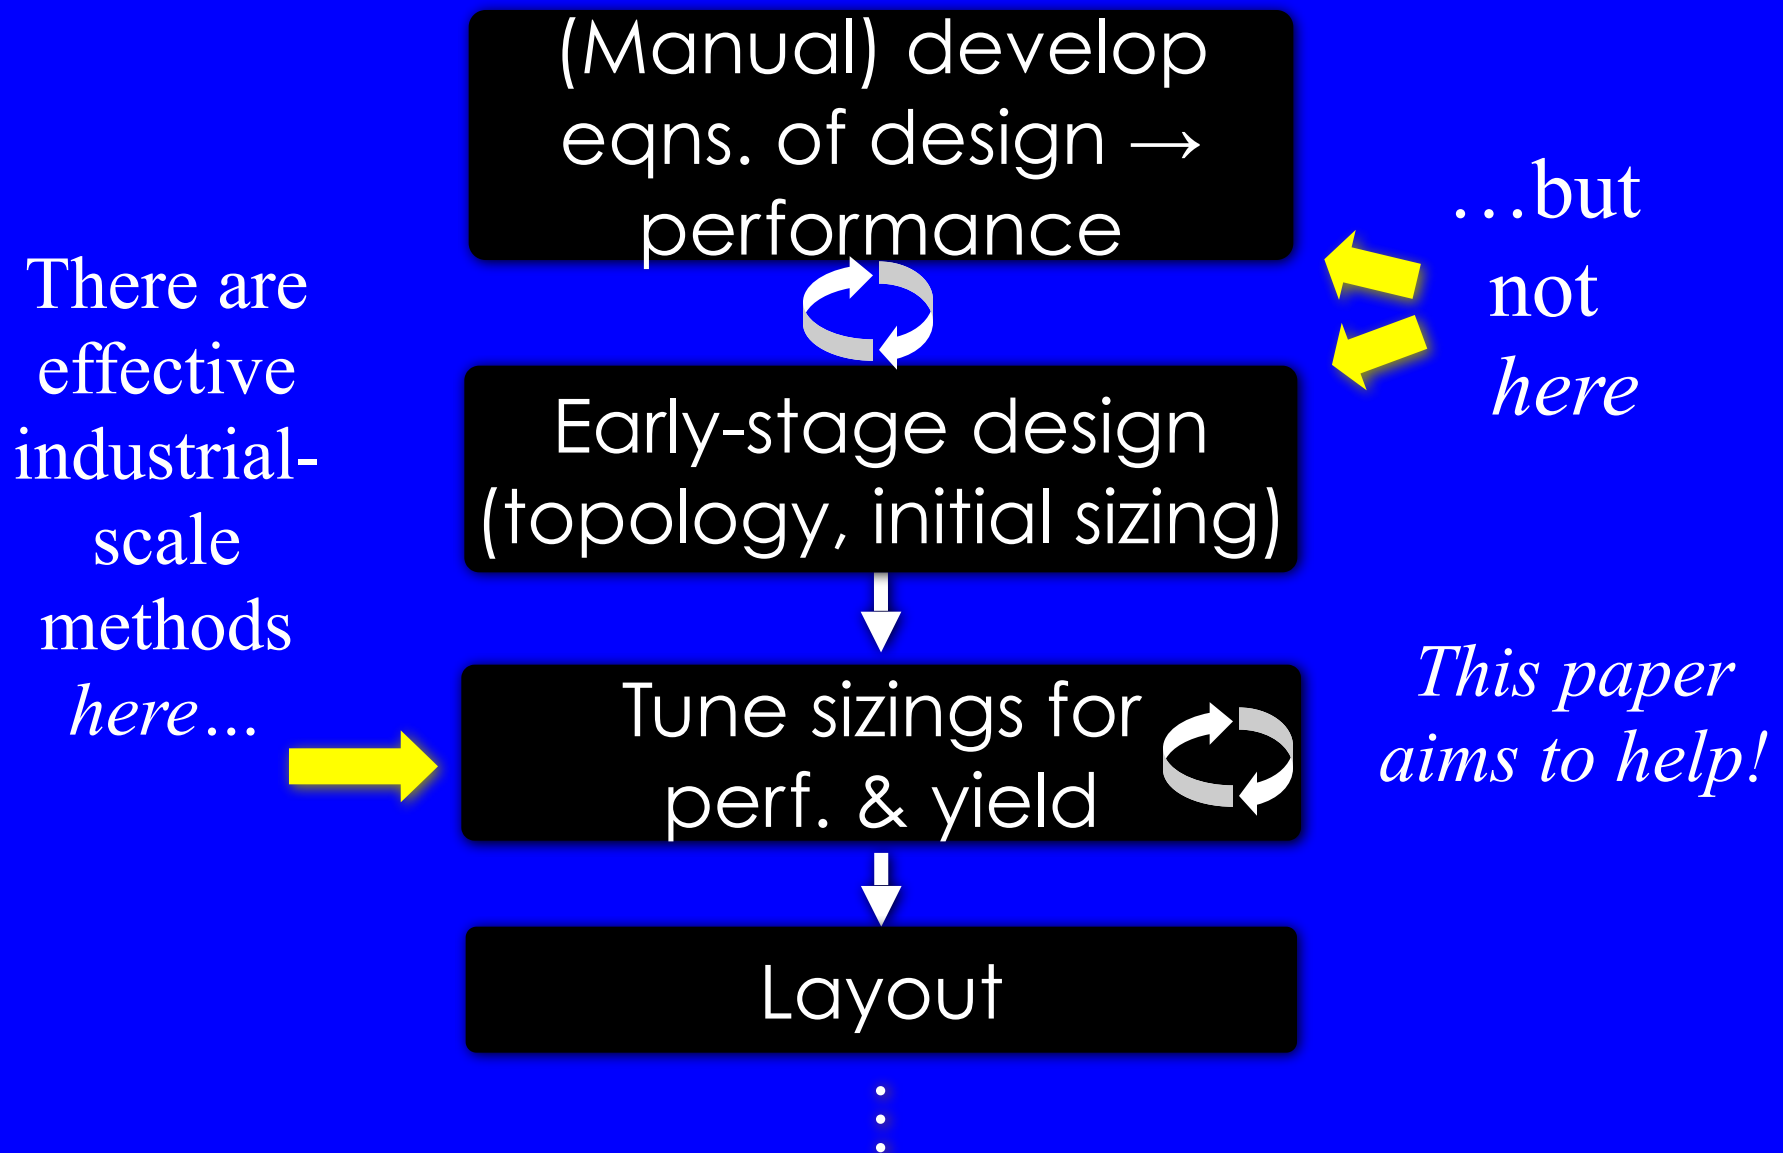 (Manual) develop
eqns. of design →
performance
…but
not
here
There are
effective
industrial-
scale
methods
here…
Early-stage design
(topology, initial sizing)
Tune sizings for
perf. & yield
This paper
aims to help!
Layout